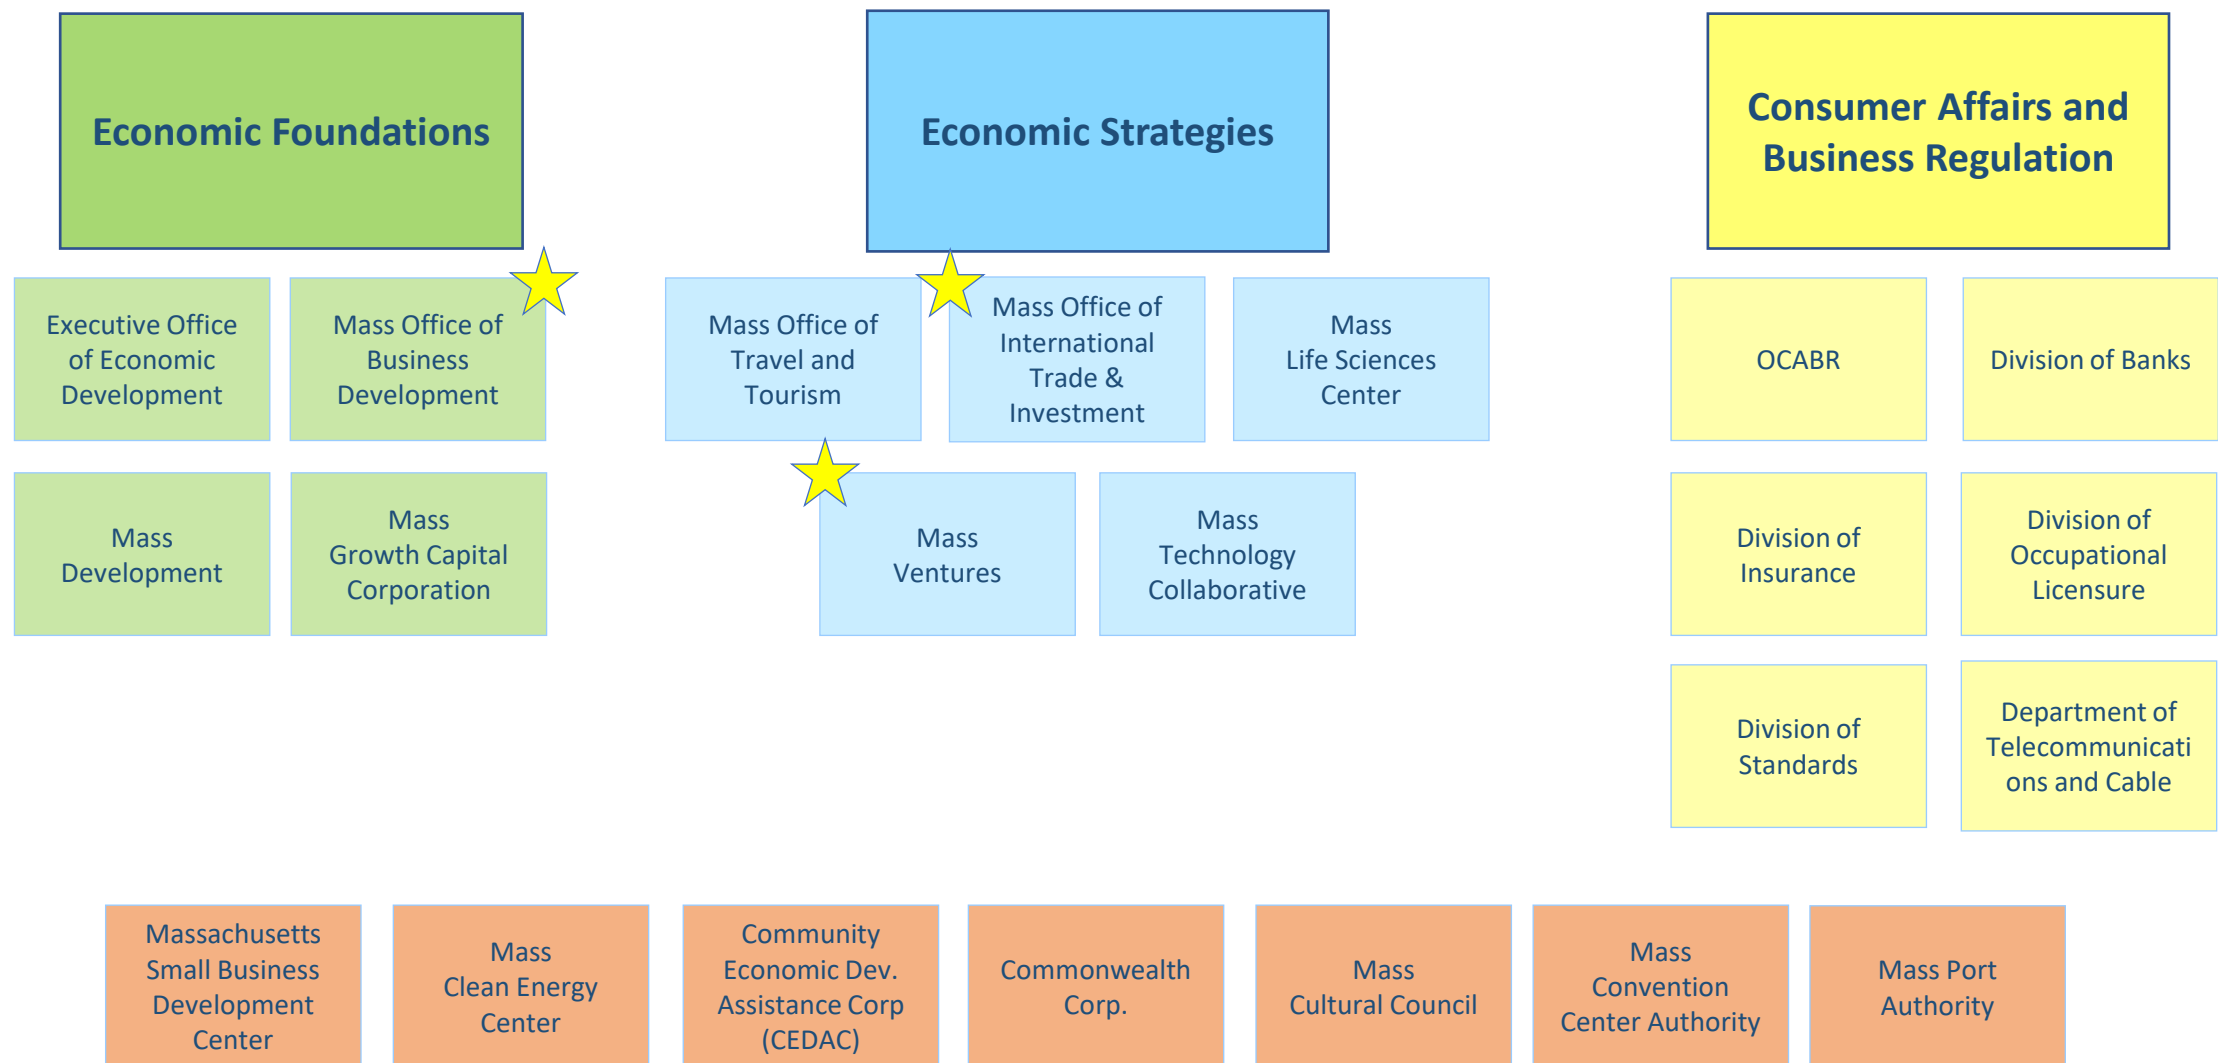 Economic Foundations
Economic Strategies
Consumer Affairs and
Business Regulation
Executive Office
of Economic
Development
Mass Office of
Business
Development
Mass
Development
Mass
Growth Capital
Corporation
Mass Office of
Travel and
Tourism
Mass Office of
International
Trade &
Investment
Mass
Life Sciences
Center
Mass
Ventures
Mass
Technology
Collaborative
OCABR
Division of Banks
Division of
Insurance
Division of
Occupational
Licensure
Division of
Standards
Department of
Telecommunicati
ons and Cable
Massachusetts
Small Business
Development
Center
Mass
Clean Energy
Center
Community
Economic Dev.
Assistance Corp
(CEDAC)
Commonwealth
Corp.
Mass
Cultural Council
Mass
Convention
Center Authority
Mass Port
Authority